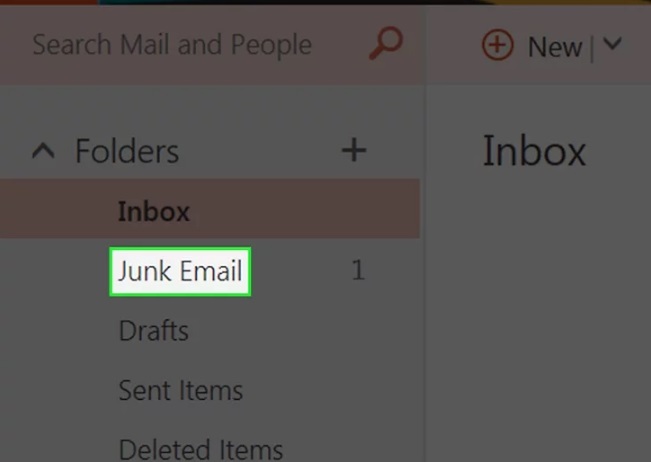 Search Mail and People
New
Folders
Inbox
Inbox
Junk Email 1
Drafts
Sent Items
Deleted Items